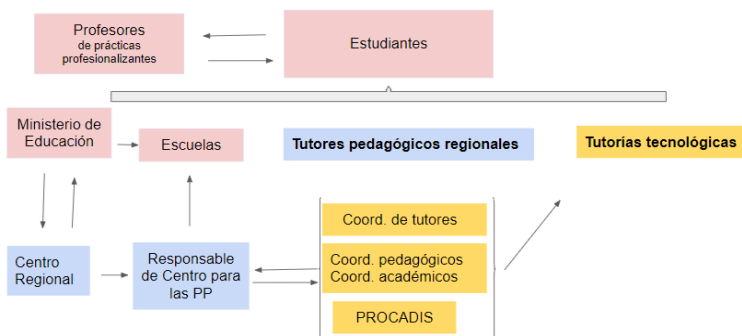 Profesores
de prácticas
profesionalizantes
Estudiantes
Ministerio de
Educación
Escuelas
Tutores pedagógicos regionales
Tutorias tecnológicas
Coord. de tutores
Centro
Regional
Responsable
de Centro para
las PP
Coord. pedagógicos
Coord. académicos
PROCADIS